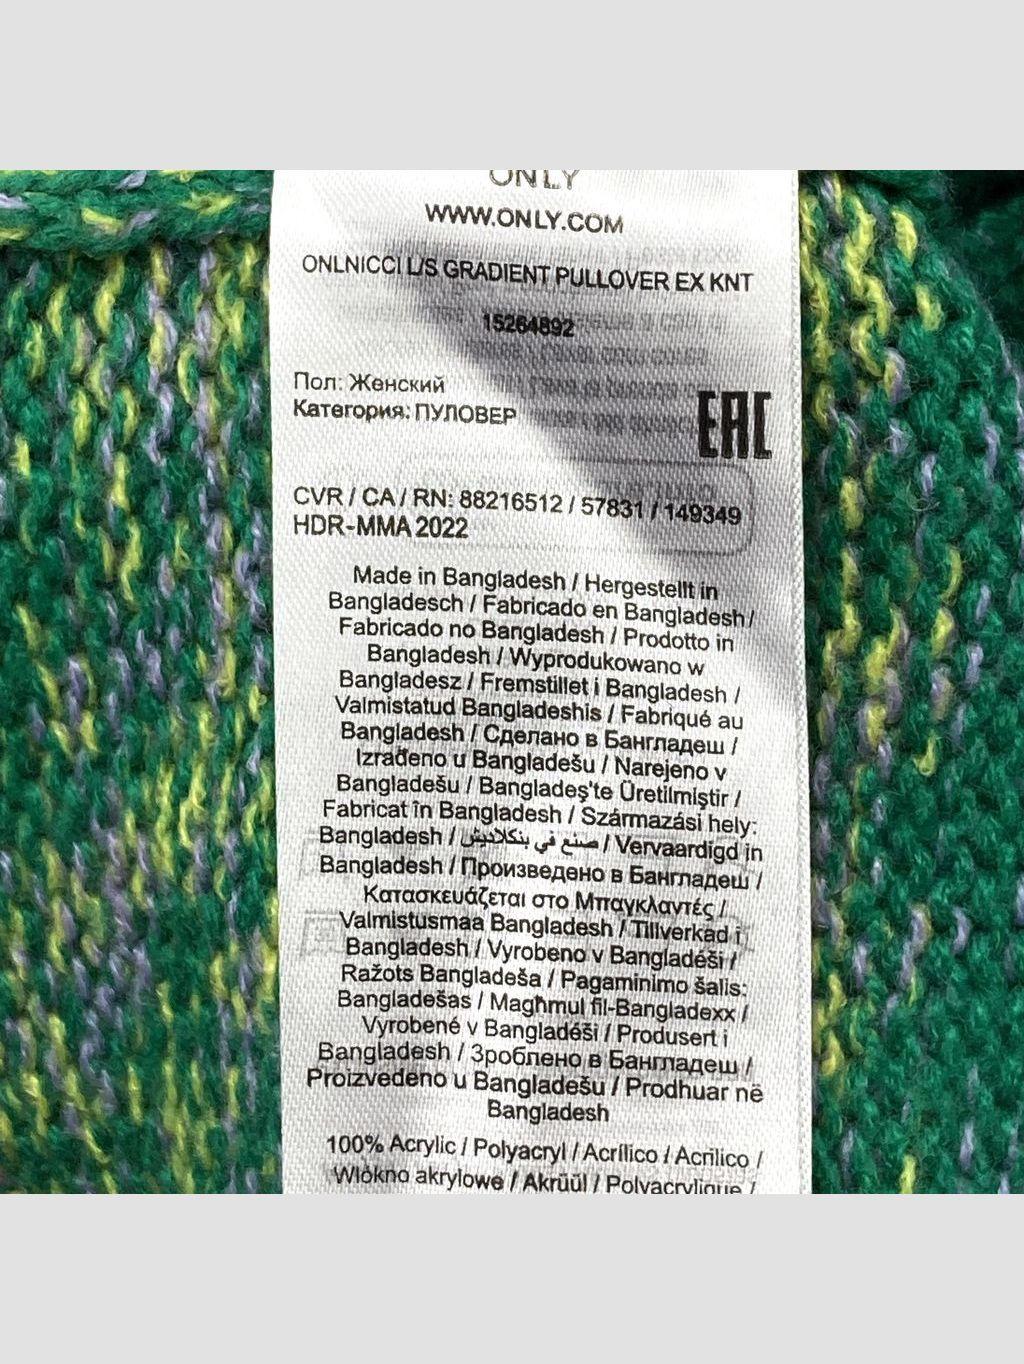 ONLY
WWW.ONLY.COM
ONLNICCI L/S GRADIENT PULLOVER EX KNT
15264892
Пол: Женский
Категория: ПУЛОВЕР
EAC
CVR / CA / RN: 88216512 / 57831 / 149349
HDR-MMA 2022
Made in Bangladesh / Hergestellt in
Bangladesch / Fabricado en Bangladesh /
Fabricado no Bangladesh / Prodotto in
Bangladesh / Wyprodukowano w
Bangladesz / Fremstillet i Bangladesh /
Valmistatud Bangladeshis / Fabriqué au
Bangladesh / Сделано в Бангладеш /
Izrađeno u Bangladešu / Narejeno v
Bangladešu / Bangladeş'te Üretilmiştir /
Fabricat în Bangladesh / Származási hely:
Bangladesh / صنع في بنكلاديش / Vervaardigd in
Bangladesh / Произведено в Бангладеш /
Κατασκευάζεται στο Μπαγκλαντές /
Valmistusmaa Bangladesh / Tillverkad i
Bangladesh / Vyrobeno v Bangladéši /
Ražots Bangladeša / Pagaminimo šalis:
Bangladešas / Magħmul fil-Bangladexx /
Vyrobené v Bangladéši / Produsert i
Bangladesh / Зроблено в Бангладеш /
Proizvedeno u Bangladešu / Prodhuar në
Bangladesh
100% Acrylic / Polyacryl / Acrílico / Acrilico /
Włókno akrylowe / Akrüül / Polyacrylique /